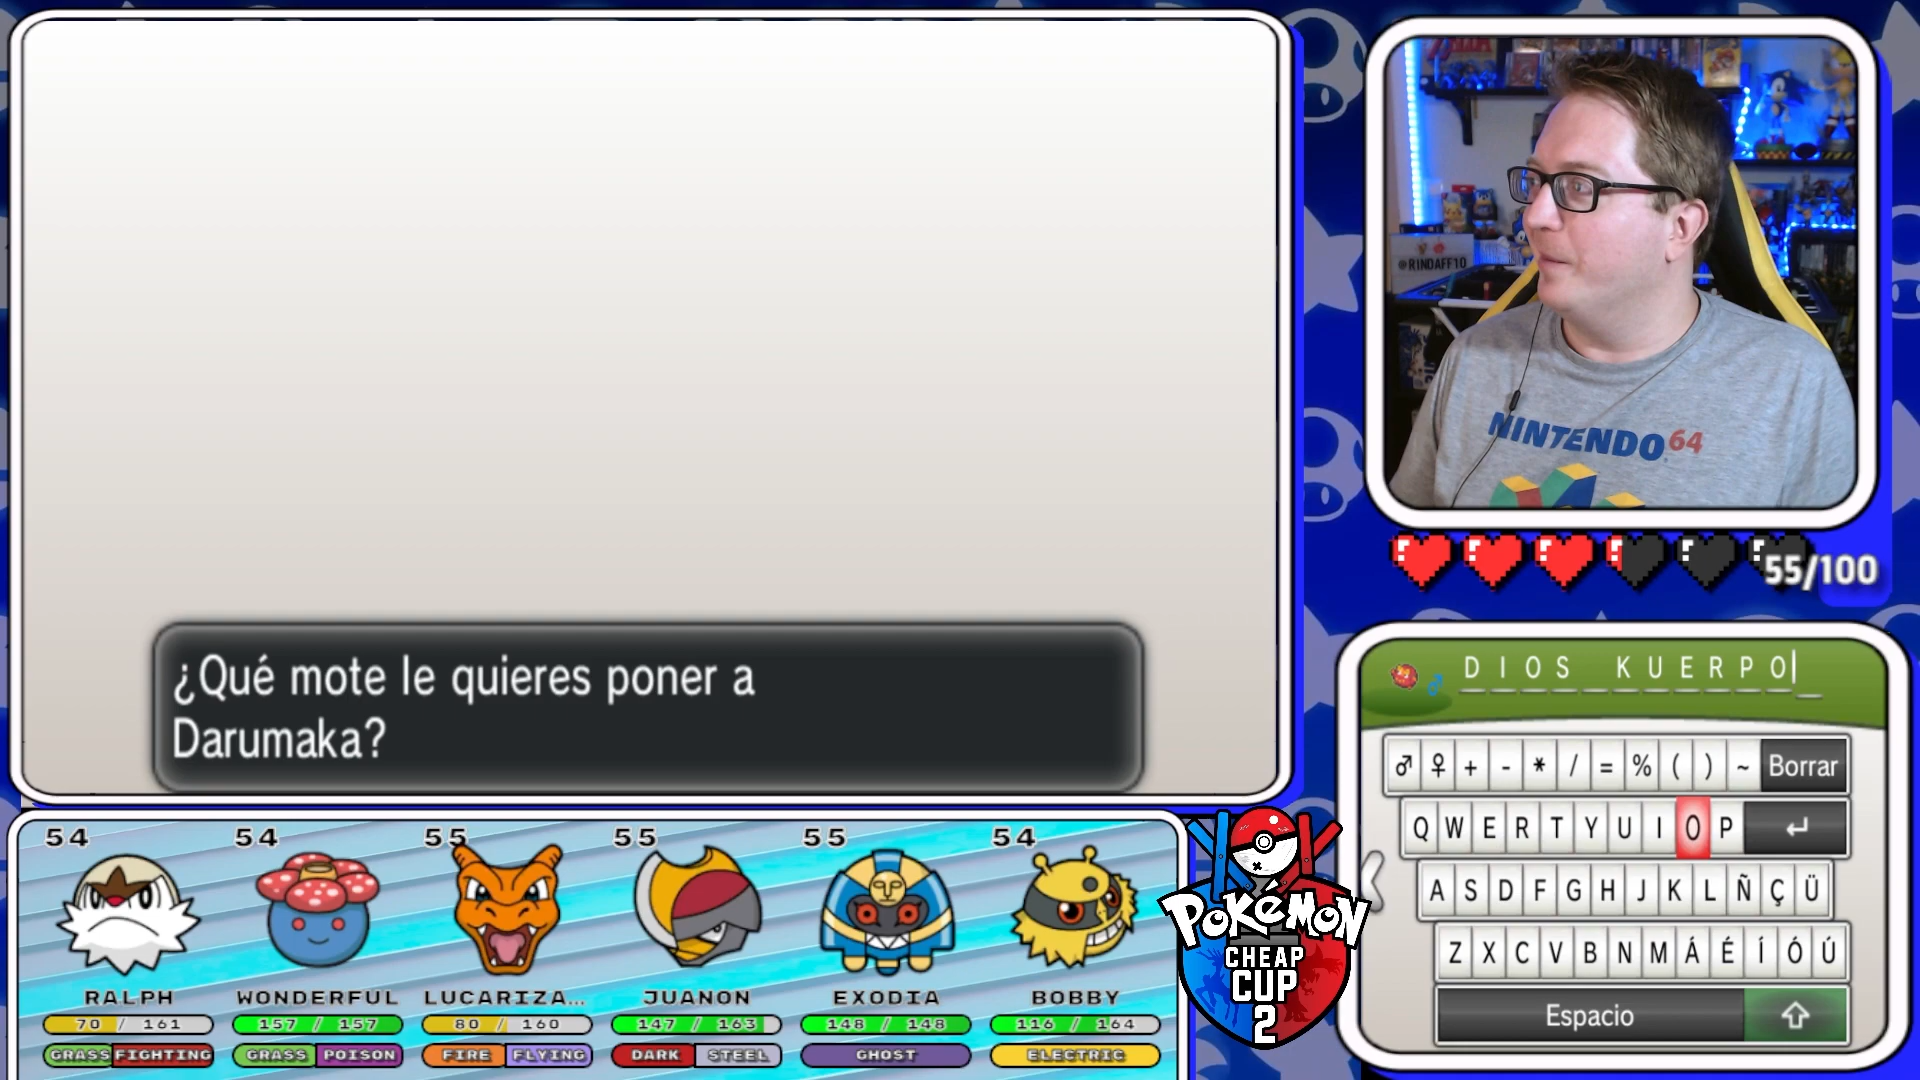 ¿Qué mote le quieres poner a
Darumaka?
@RINDAFF10
NINTENDO 64
55/100
DIOS KUERPO
♂ ♀ + - * / = % ( ) ~ Borrar
Q W E R T Y U I O P
A S D F G H J K L Ñ Ç Ü
Z X C V B N M Á É Í Ó Ú
Espacio
54 54 55 55 55 54
RALPH WONDERFUL LUCARIZA... JUANON EXODIA BOBBY
70 / 161 157 / 157 80 / 160 147 / 163 148 / 148 116 / 164
GRASS FIGHTING GRASS POISON FIRE FLYING DARK STEEL GHOST ELECTRIC
POKéMON
CHEAP
CUP
2